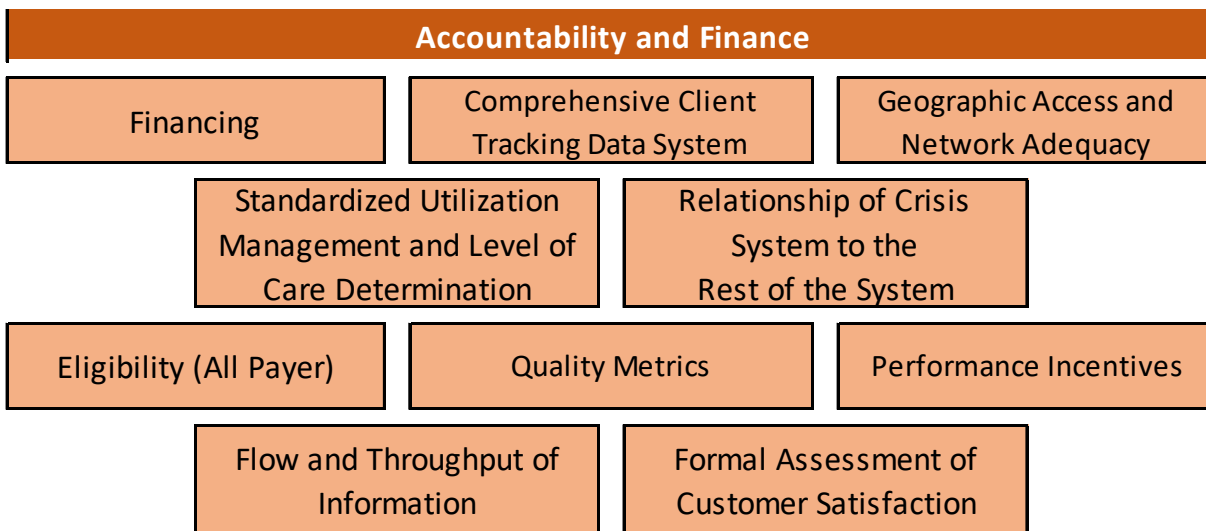 Accountability and Finance
Financing
Comprehensive Client
Tracking Data System
Geographic Access and
Network Adequacy
Standardized Utilization
Management and Level of
Care Determination
Relationship of Crisis
System to the
Rest of the System
Eligibility (All Payer)
Quality Metrics
Performance Incentives
Flow and Throughput of
Information
Formal Assessment of
Customer Satisfaction